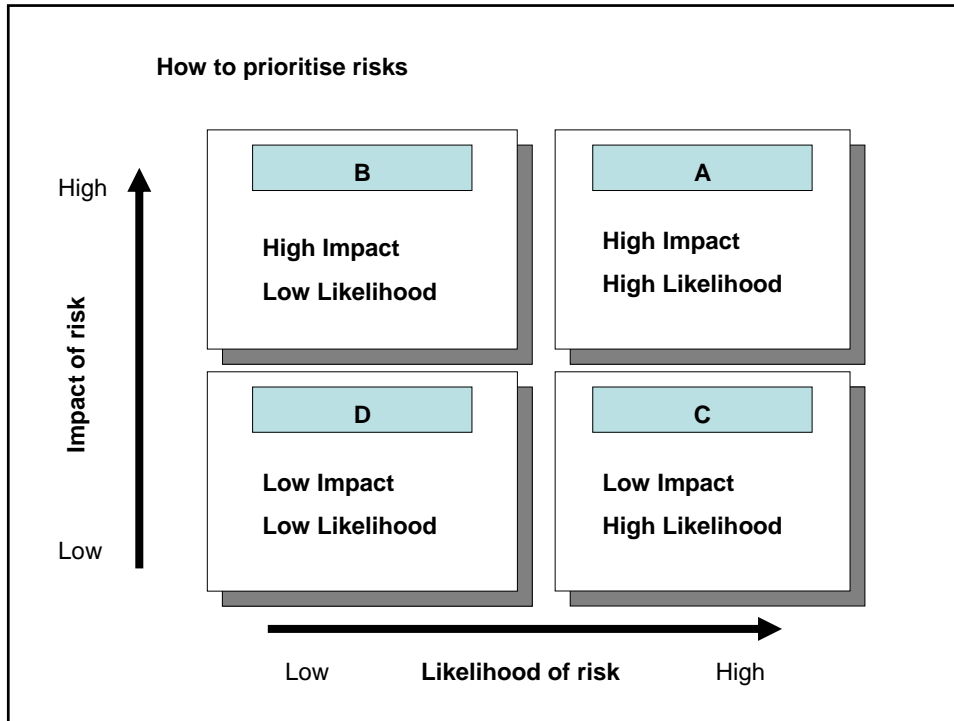 How to prioritise risks
High
Impact of risk
Low
B
High Impact
Low Likelihood
A
High Impact
High Likelihood
D
Low Impact
Low Likelihood
C
Low Impact
High Likelihood
Low
Likelihood of risk
High